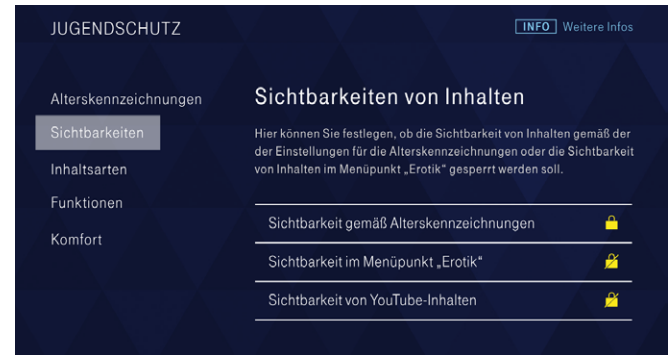 JUGENDSCHUTZ
INFO Weitere Infos
Alterskennzeichnungen
Sichtbarkeiten
Inhaltsarten
Funktionen
Komfort
Sichtbarkeiten von Inhalten
Hier können Sie festlegen, ob die Sichtbarkeit von Inhalten gemäß der
der Einstellungen für die Alterskennzeichnungen oder die Sichtbarkeit
von Inhalten im Menüpunkt „Erotik“ gesperrt werden soll.
Sichtbarkeit gemäß Alterskennzeichnungen
Sichtbarkeit im Menüpunkt „Erotik“
Sichtbarkeit von YouTube-Inhalten